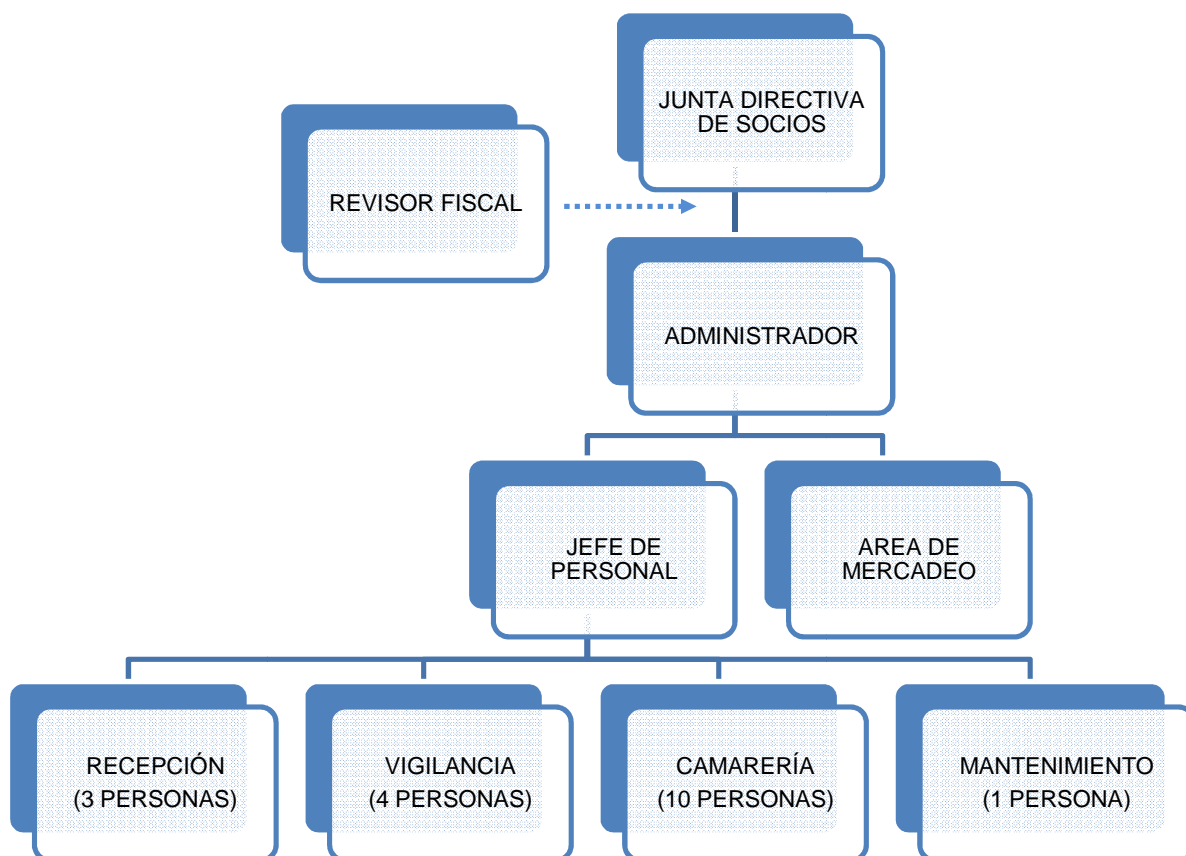 JUNTA DIRECTIVA
DE SOCIOS
REVISOR FISCAL
ADMINISTRADOR
JEFE DE
PERSONAL
AREA DE
MERCADEO
RECEPCIÓN
(3 PERSONAS)
VIGILANCIA
(4 PERSONAS)
CAMARERÍA
(10 PERSONAS)
MANTENIMIENTO
(1 PERSONA)